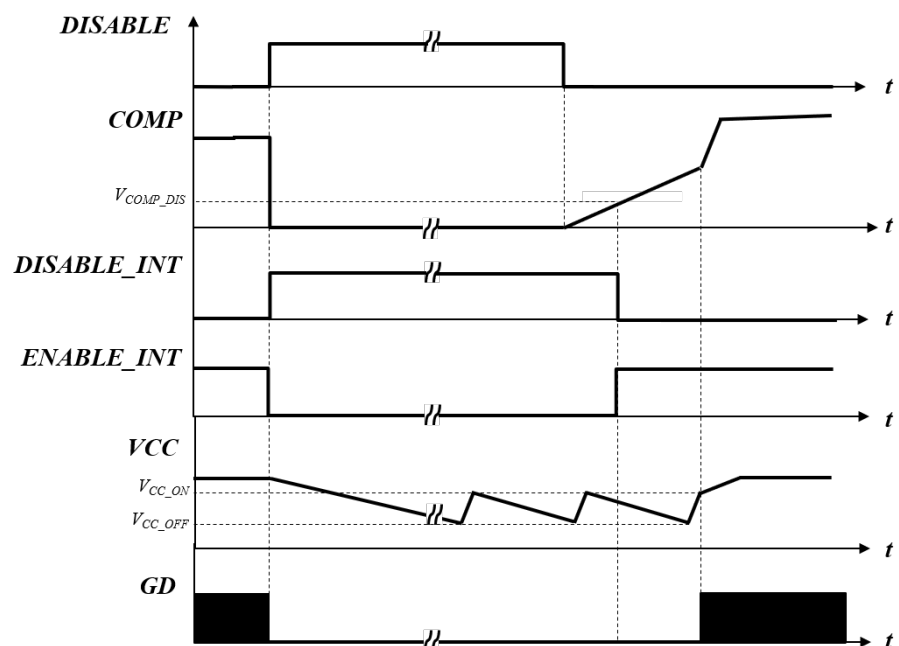 DISABLE
t
COMP
V_COMP_DIS
t
DISABLE_INT
t
ENABLE_INT
t
VCC
V_CC_ON
V_CC_OFF
t
GD
t